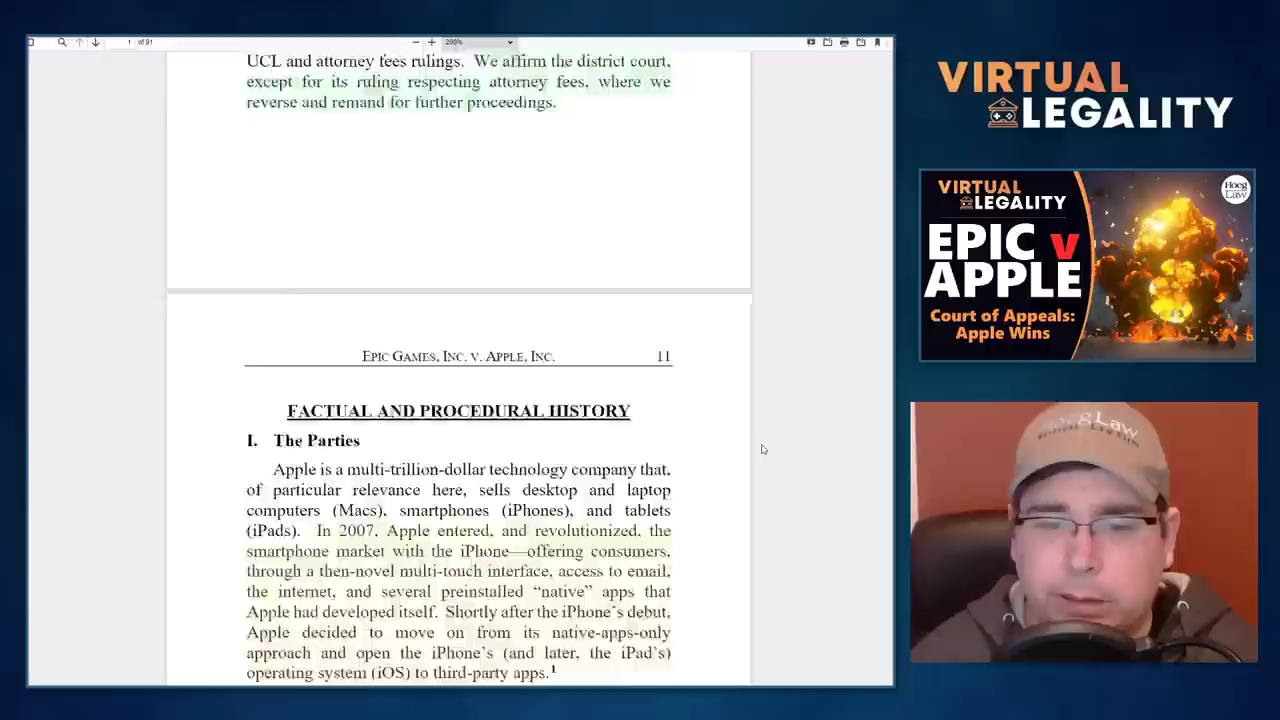 1 of 91
200%
UCL and attorney fees rulings. We affirm the district court,
except for its ruling respecting attorney fees, where we
reverse and remand for further proceedings.
EPIC GAMES, INC. V. APPLE, INC. 11
FACTUAL AND PROCEDURAL HISTORY
I. The Parties
Apple is a multi-trillion-dollar technology company that,
of particular relevance here, sells desktop and laptop
computers (Macs), smartphones (iPhones), and tablets
(iPads). In 2007, Apple entered, and revolutionized, the
smartphone market with the iPhone—offering consumers,
through a then-novel multi-touch interface, access to email,
the internet, and several preinstalled “native” apps that
Apple had developed itself. Shortly after the iPhone’s debut,
Apple decided to move on from its native-apps-only
approach and open the iPhone’s (and later, the iPad’s)
operating system (iOS) to third-party apps.1
VIRTUAL
LEGALITY
VIRTUAL
LEGALITY
Hoeg
Law
EPIC v
APPLE
Court of Appeals:
Apple Wins
Law